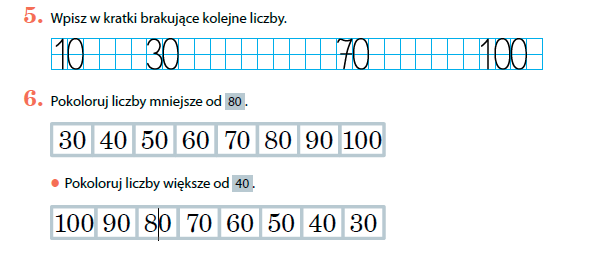 5. Wpisz w kratki brakujące kolejne liczby.
10 30 70 100
6. Pokoloruj liczby mniejsze od 80.
30 40 50 60 70 80 90 100
• Pokoloruj liczby większe od 40.
100 90 80 70 60 50 40 30